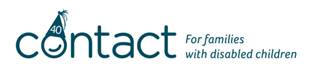 40
contact
For families
with disabled children